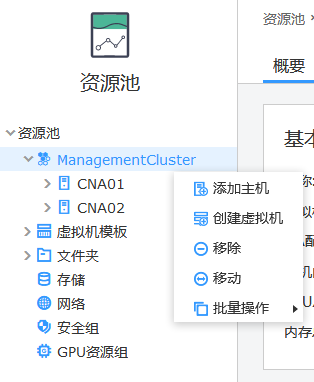 资源池
资源池
概要
资源池
ManagementCluster
CNA01
CNA02
虚拟机模板
文件夹
存储
网络
安全组
GPU资源组
添加主机
创建虚拟机
移除
移动
批量操作
基本
内存